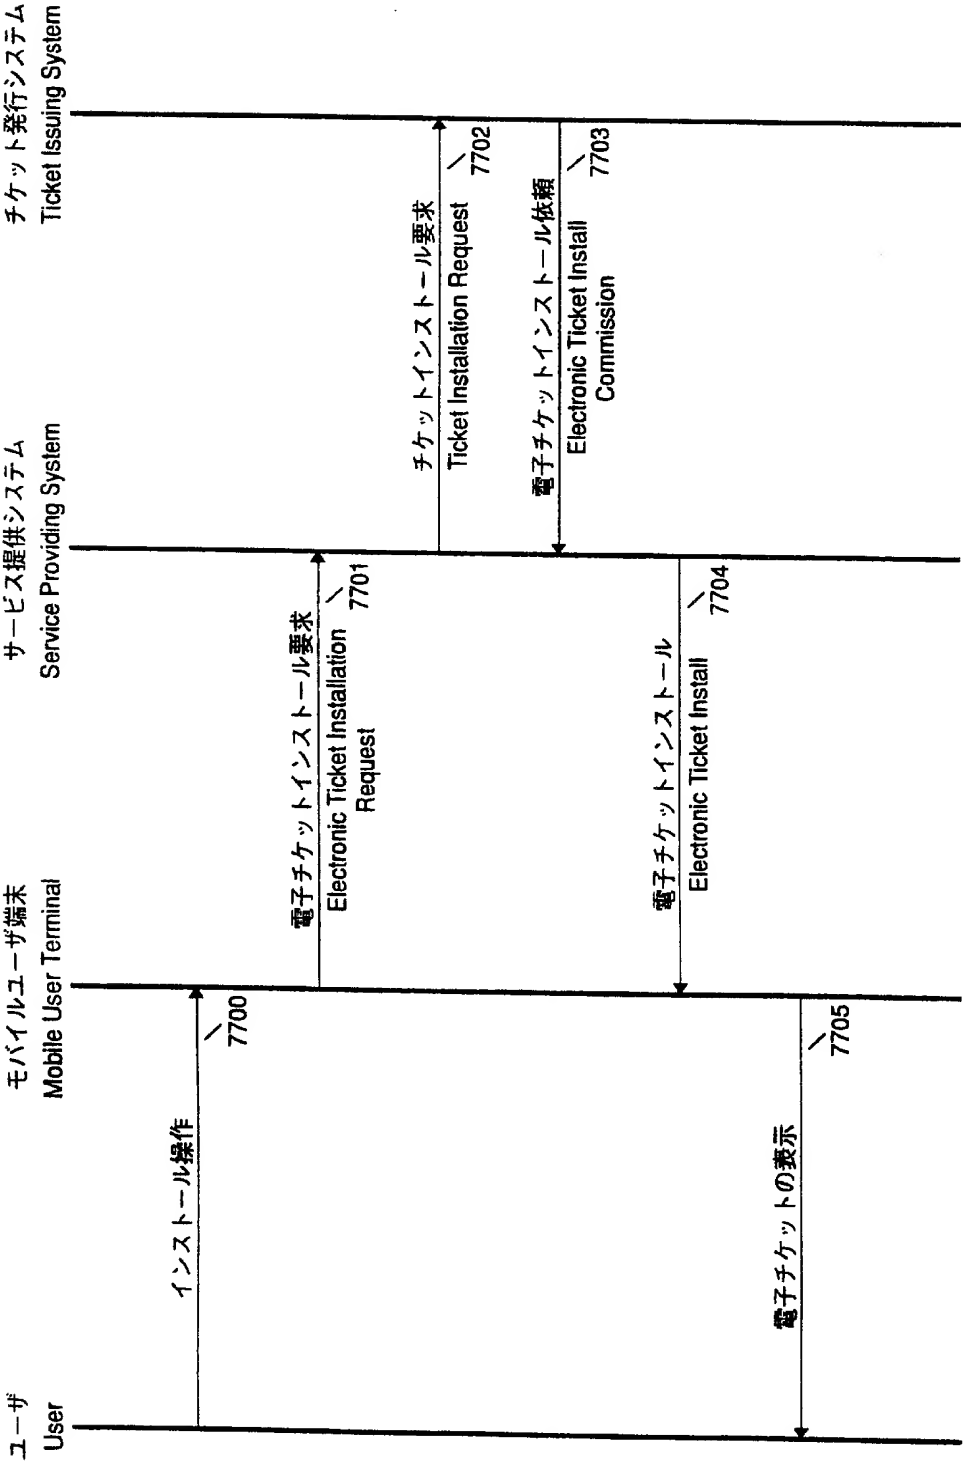 ユーザ
User
モバイルユーザ端末
Mobile User Terminal
サービス提供システム
Service Providing System
チケット発行システム
Ticket Issuing System
インストール操作
7700
電子チケットインストール要求
7701
Electronic Ticket Installation
Request
チケットインストール要求
7702
Ticket Installation Request
電子チケットインストール依頼
7703
Electronic Ticket Install
Commission
電子チケットインストール
7704
Electronic Ticket Install
電子チケットの表示
7705